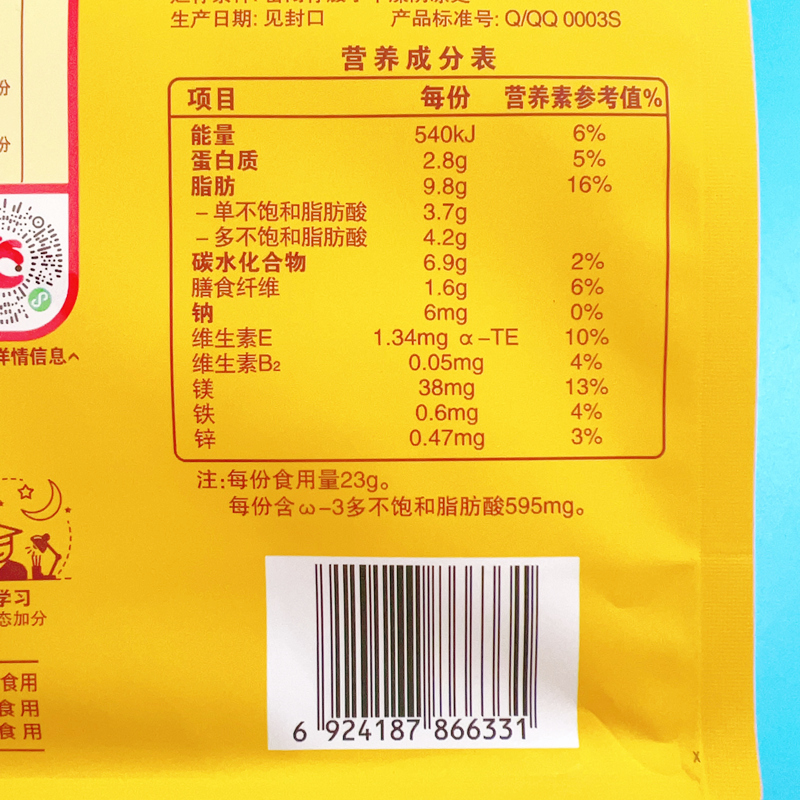 生产日期: 见封口 产品标准号: Q/QQ 0003S
营养成分表
项目 每份 营养素参考值%
能量 540kJ 6%
蛋白质 2.8g 5%
脂肪 9.8g 16%
–单不饱和脂肪酸 3.7g
–多不饱和脂肪酸 4.2g
碳水化合物 6.9g 2%
膳食纤维 1.6g 6%
钠 6mg 0%
维生素E 1.34mg α–TE 10%
维生素B2 0.05mg 4%
镁 38mg 13%
铁 0.6mg 4%
锌 0.47mg 3%
注:每份食用量23g。
每份含ω–3多不饱和脂肪酸595mg。
份
份
详情信息^
学习
态加分
食用
食用
食用
6 924187 866331
X